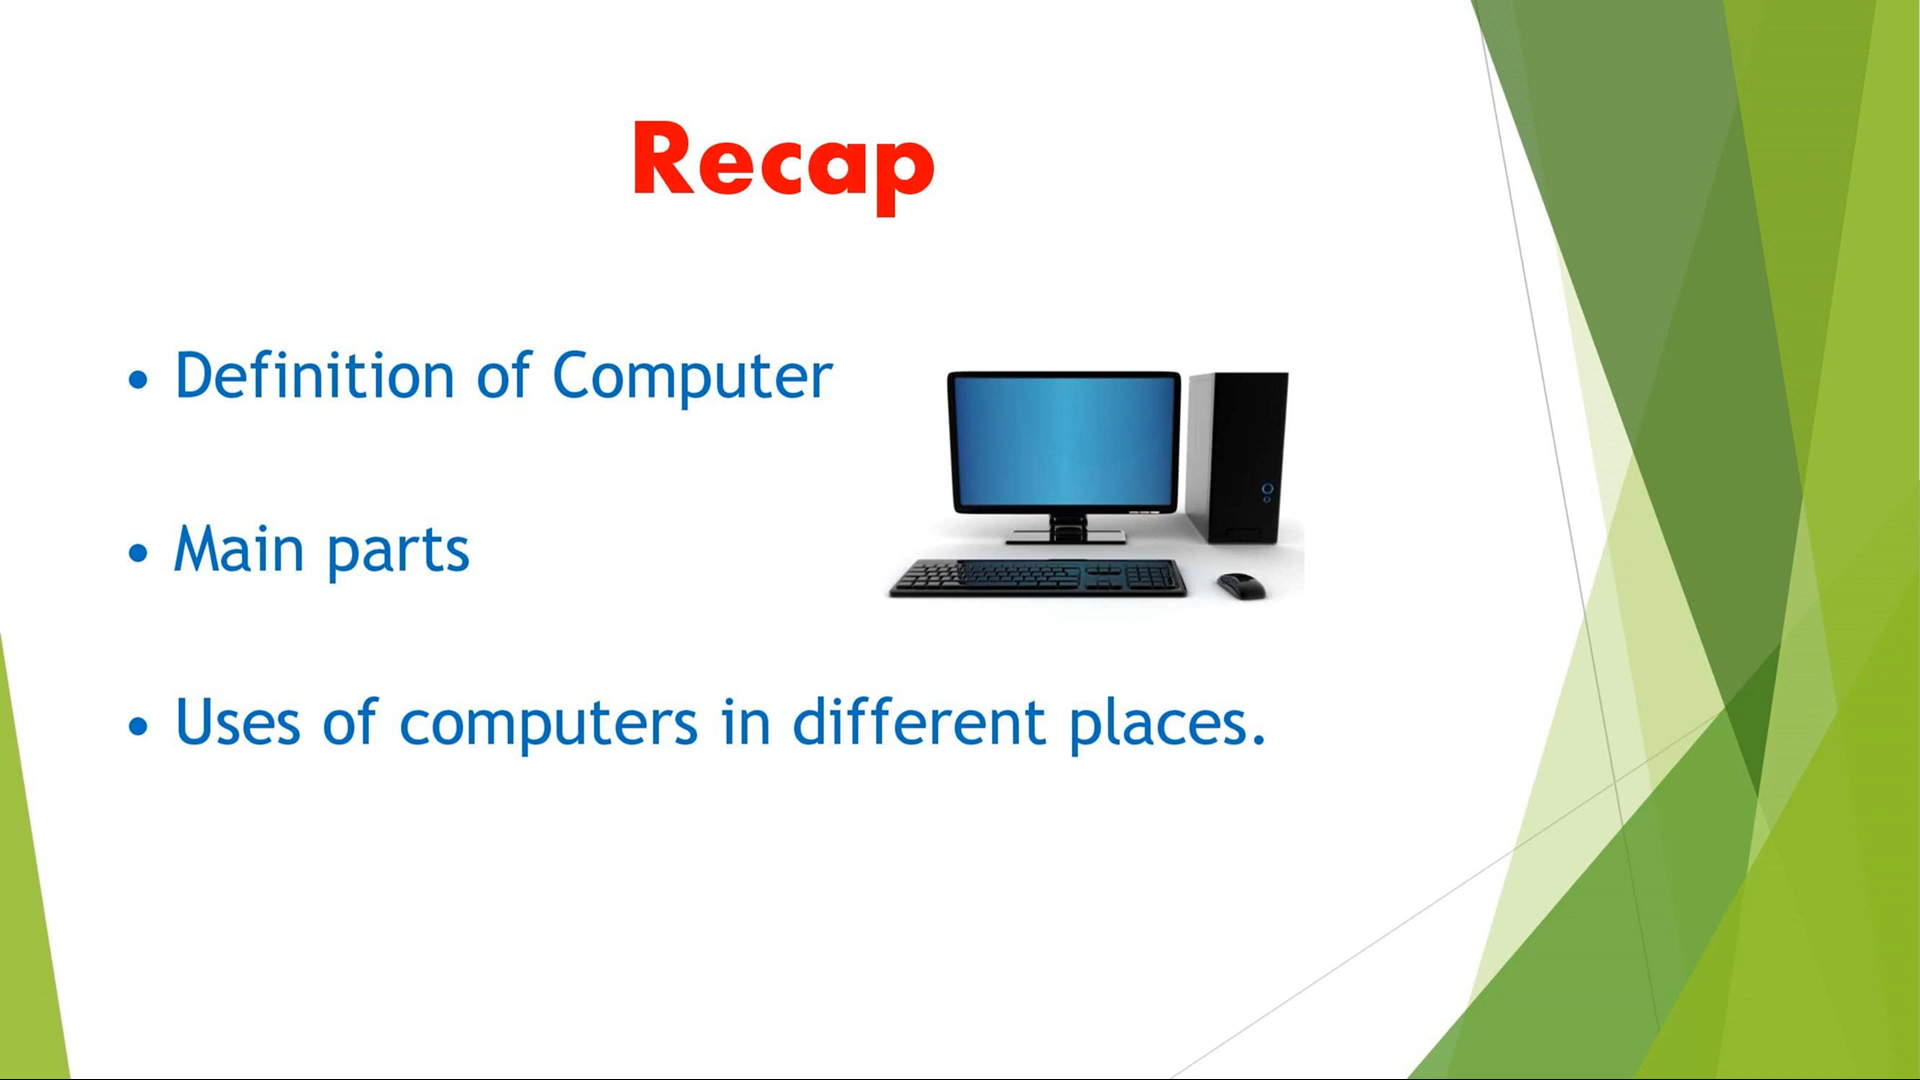 Recap
• Definition of Computer
• Main parts
• Uses of computers in different places.